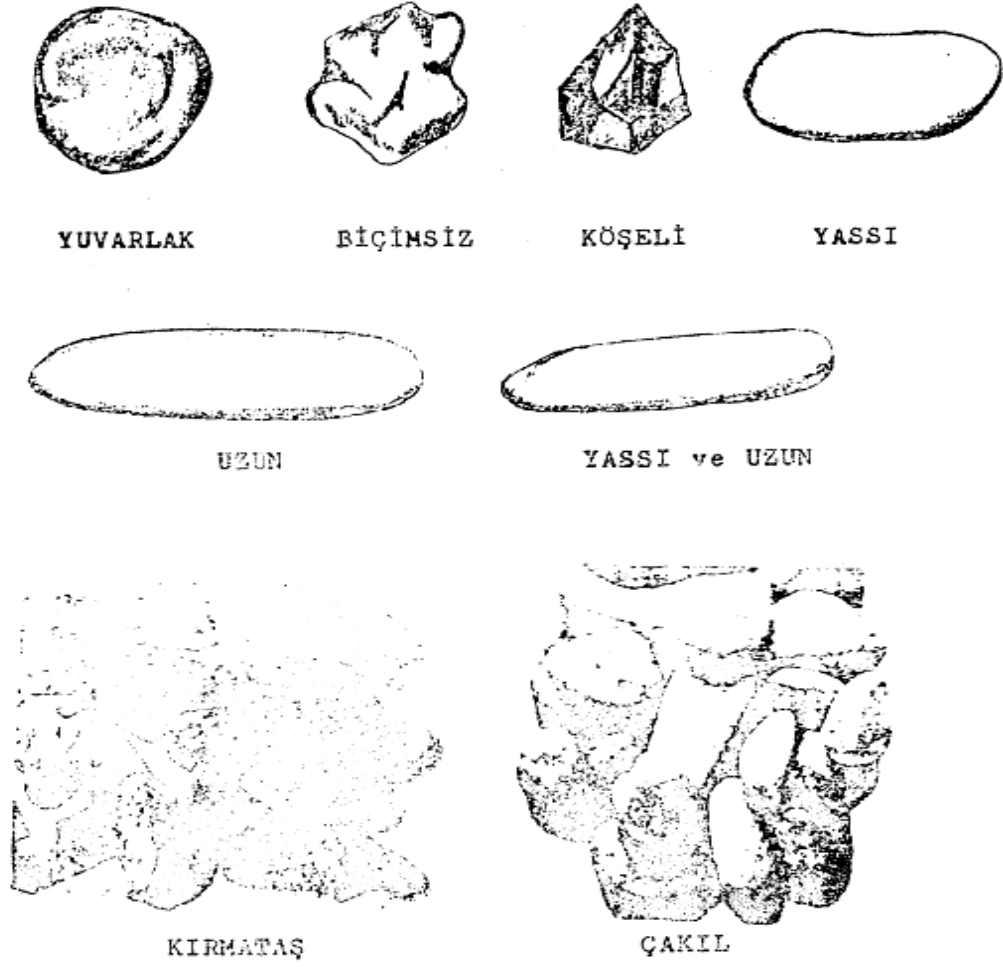 YUVARLAK BİÇİMSİZ KÖŞELİ YASSI
UZUN YASSI ve UZUN
KIRMATAŞ ÇAKIL